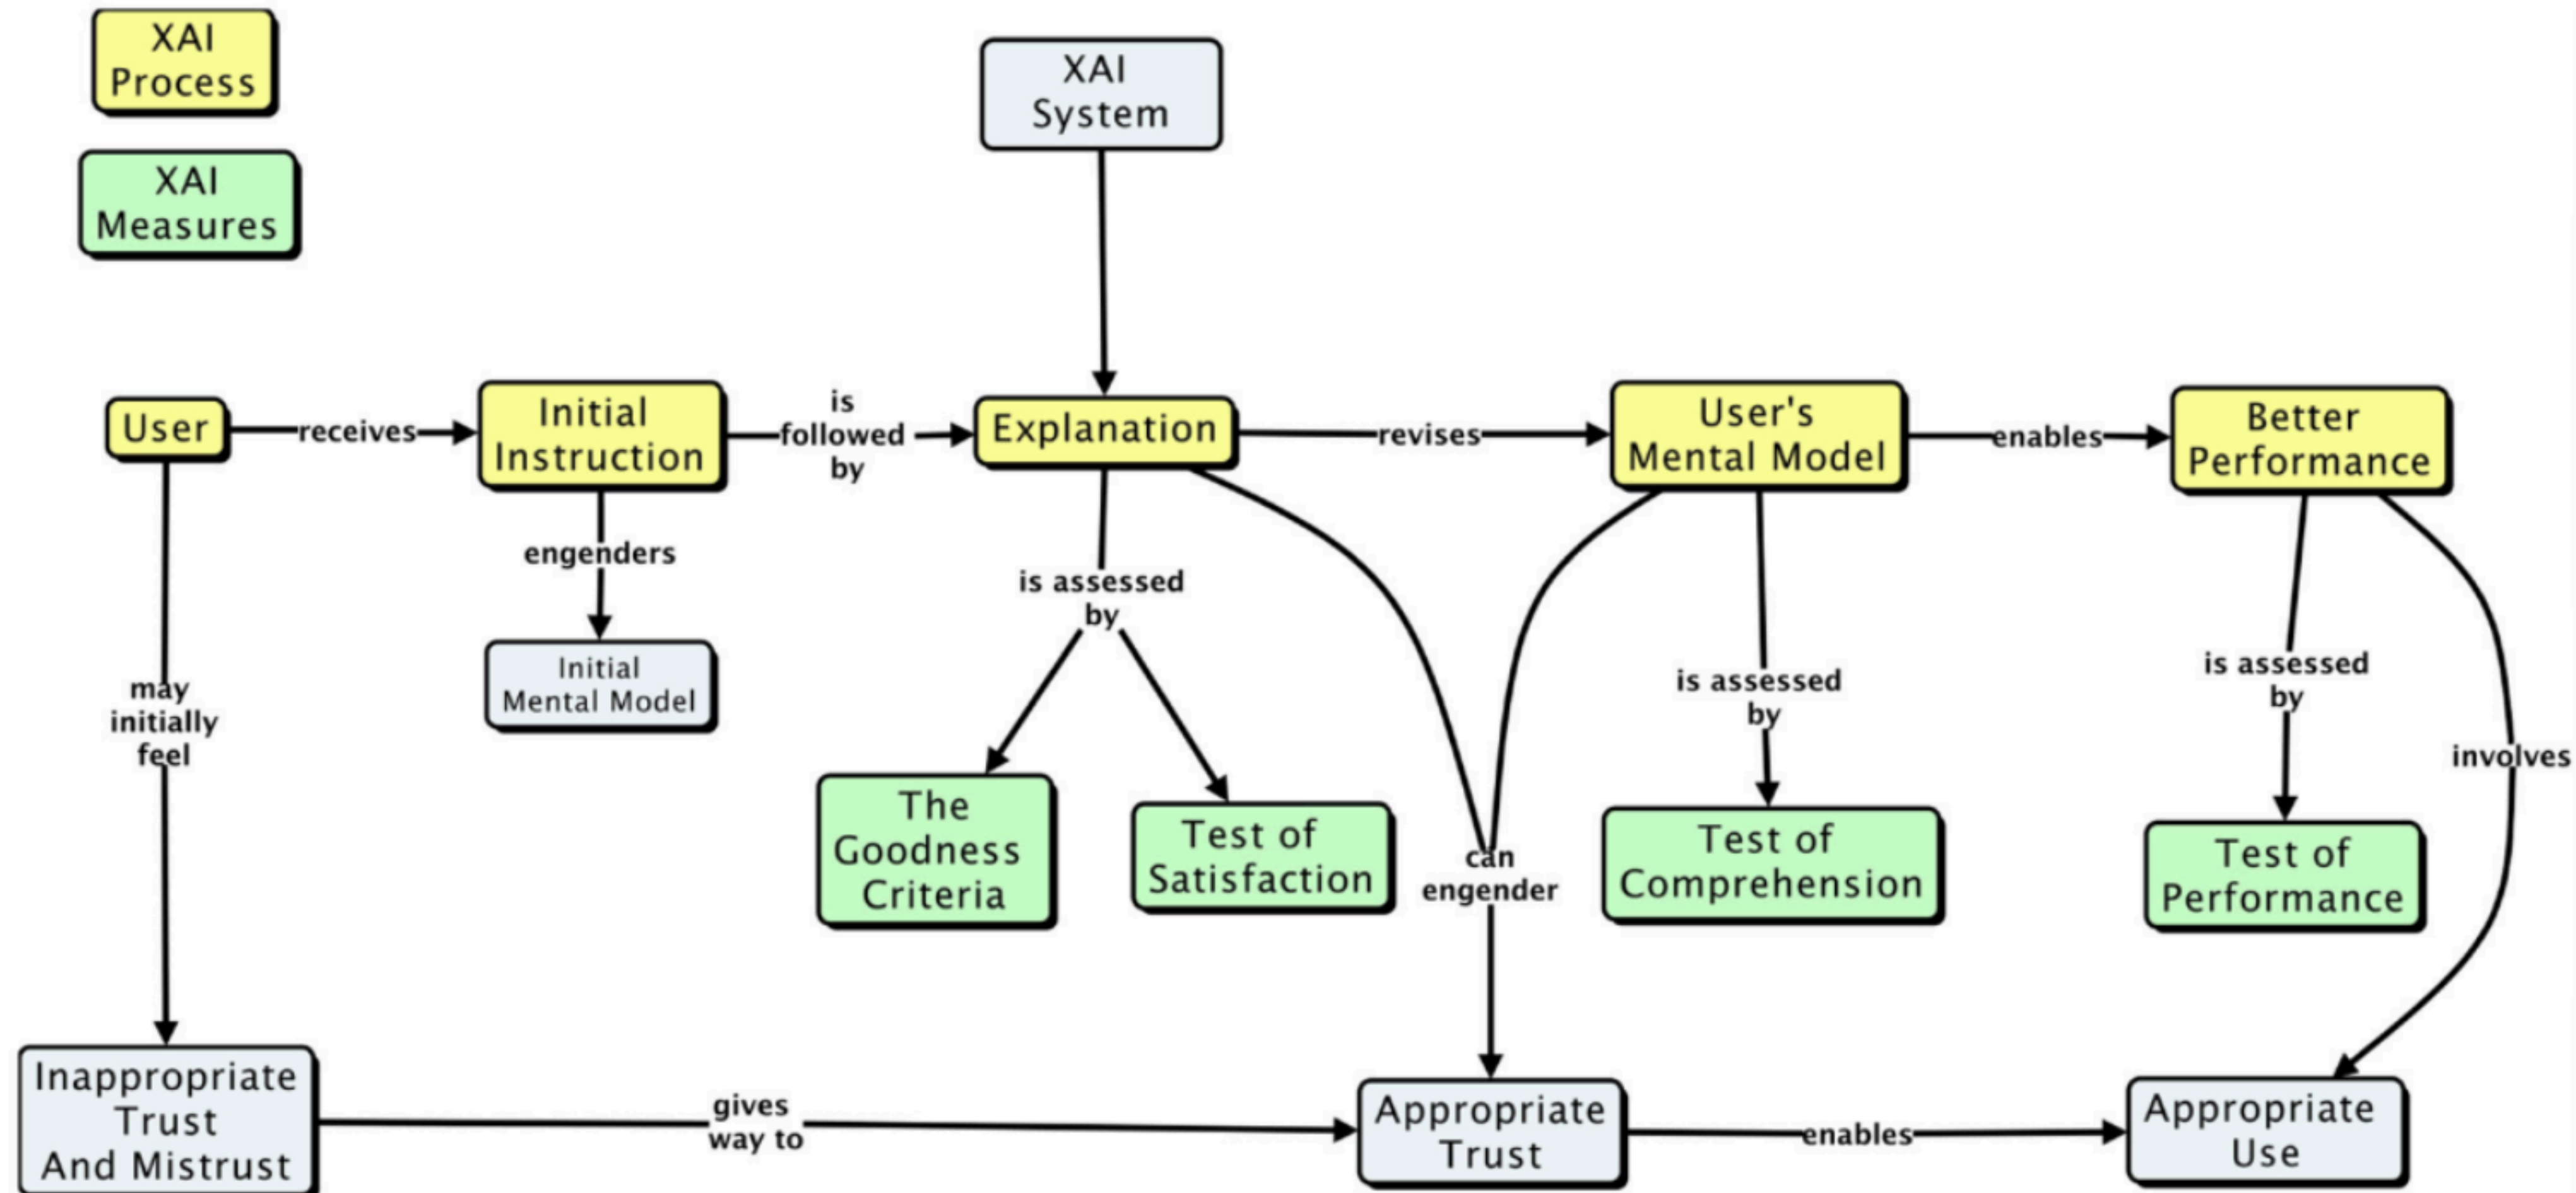 XAI
Process
XAI
Measures
XAI
System
User
receives
Initial
Instruction
is
followed
by
Explanation
revises
User's
Mental Model
enables
Better
Performance
engenders
Initial
Mental Model
may
initially
feel
is assessed
by
The
Goodness
Criteria
Test of
Satisfaction
can
engender
is assessed
by
Test of
Comprehension
is assessed
by
Test of
Performance
involves
Inappropriate
Trust
And Mistrust
gives
way to
Appropriate
Trust
enables
Appropriate
Use